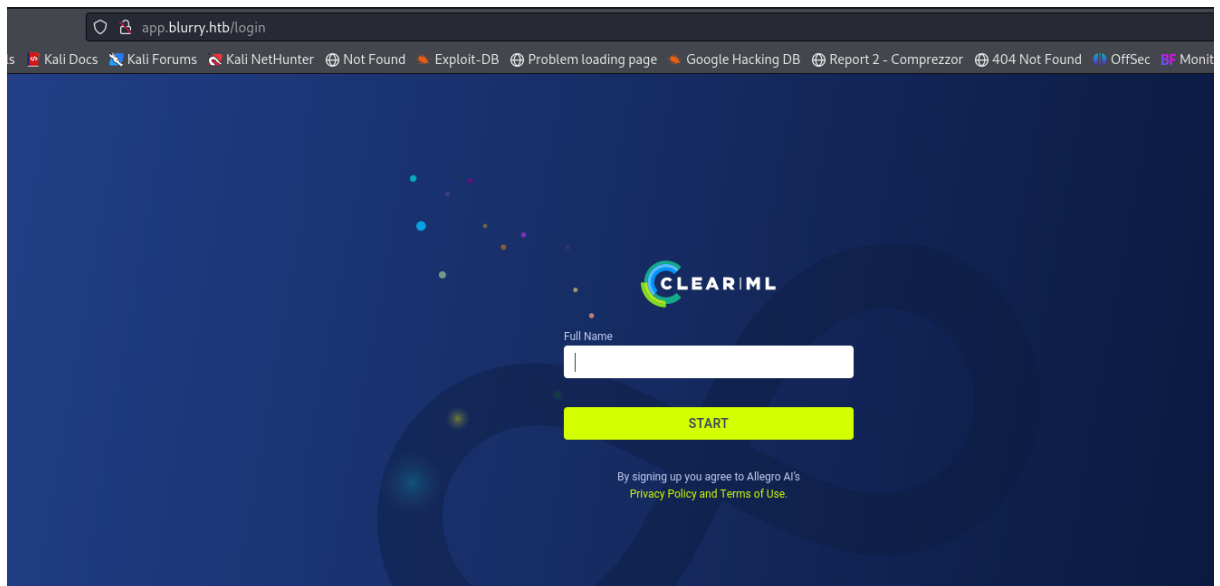 app.blurry.htb/login
ls Kali Docs Kali Forums Kali NetHunter Not Found Exploit-DB Problem loading page Google Hacking DB Report 2 - Comprezzor 404 Not Found OffSec BF Monit
CLEAR|ML
Full Name
START
By signing up you agree to Allegro AI's
Privacy Policy and Terms of Use.